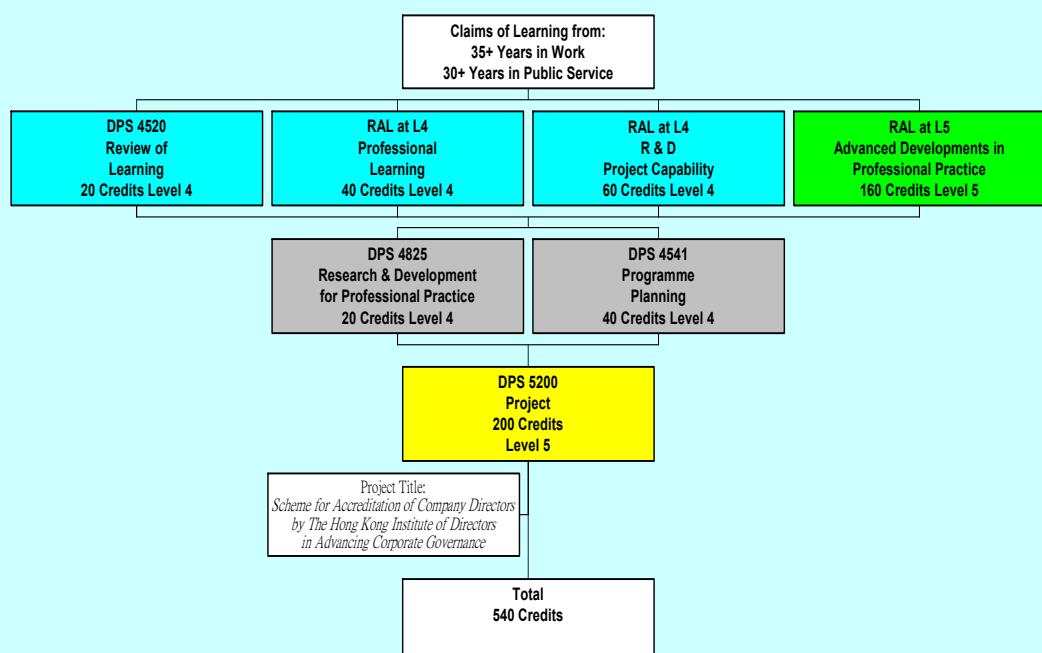 Claims of Learning from:
35+ Years in Work
30+ Years in Public Service
DPS 4520
Review of
Learning
20 Credits Level 4
RAL at L4
Professional
Learning
40 Credits Level 4
RAL at L4
R & D
Project Capability
60 Credits Level 4
RAL at L5
Advanced Developments in
Professional Practice
160 Credits Level 5
DPS 4825
Research & Development
for Professional Practice
20 Credits Level 4
DPS 4541
Programme
Planning
40 Credits Level 4
DPS 5200
Project
200 Credits
Level 5
Project Title:
Scheme for Accreditation of Company Directors
by The Hong Kong Institute of Directors
in Advancing Corporate Governance
Total
540 Credits